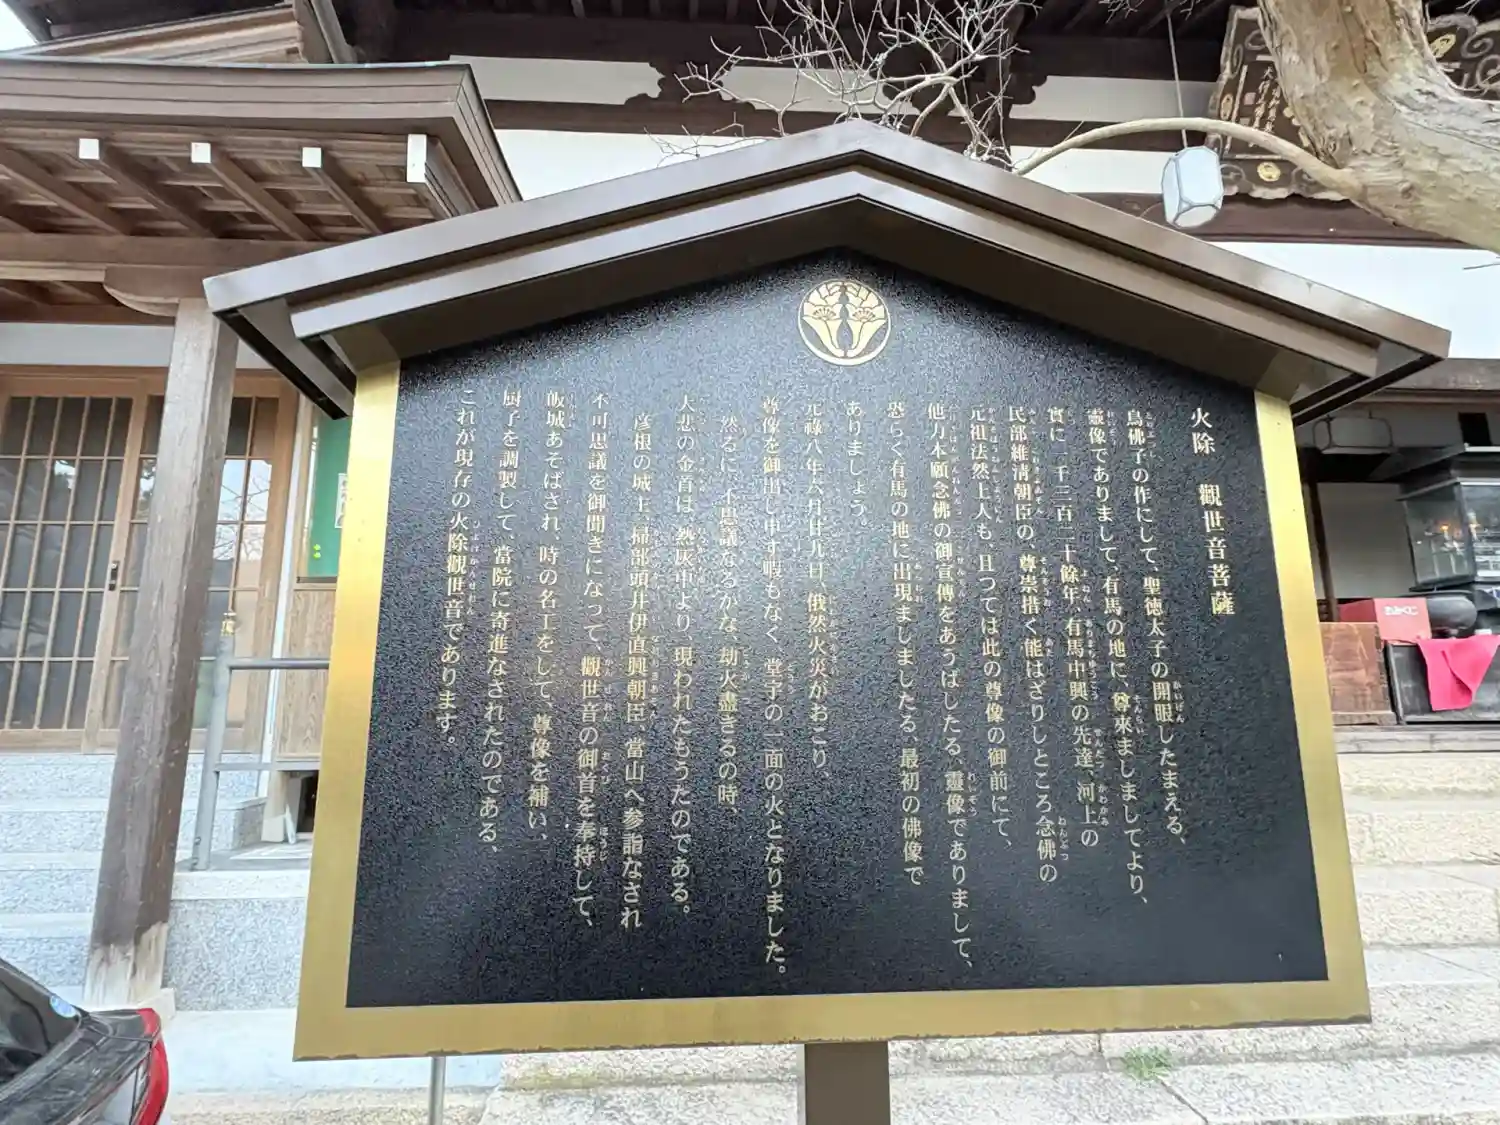 火除 觀世音菩薩
鳥佛子の作にして、聖徳太子の開眼したまえる、
靈像でありまして、有馬の地に、尊來ましましてより、
實に一千三百二十餘年、有馬中興の先達、河上の
民部維清朝臣の、尊崇措く能はざりしところ念佛の
元祖法然上人も、且つては此の尊像の御前にて、
他力本願念佛の御宣傳をあうばしたる、靈像でありまして、
恐らく有馬の地に出現ましましたる、最初の佛像で
ありましょう。
元祿八年六月廿九日、俄然火災がおこり、
尊像を御出し申す暇もなく、堂宇の一面の火となりました。
然るに、不思議なるかな、劫火盡きるの時、
大悲の金首は、熱灰中より、現われたもうたのである。
彦根の城主、掃部頭井伊直興朝臣、當山へ参詣なされ
不可思議を御聞きになって、觀世音の御首を奉持して、
皈城あそばされ、時の名工をして、尊像を補い、
厨子を調製して、當院に寄進なされたのである、
これが現存の火除觀世音であります。
おみくじ